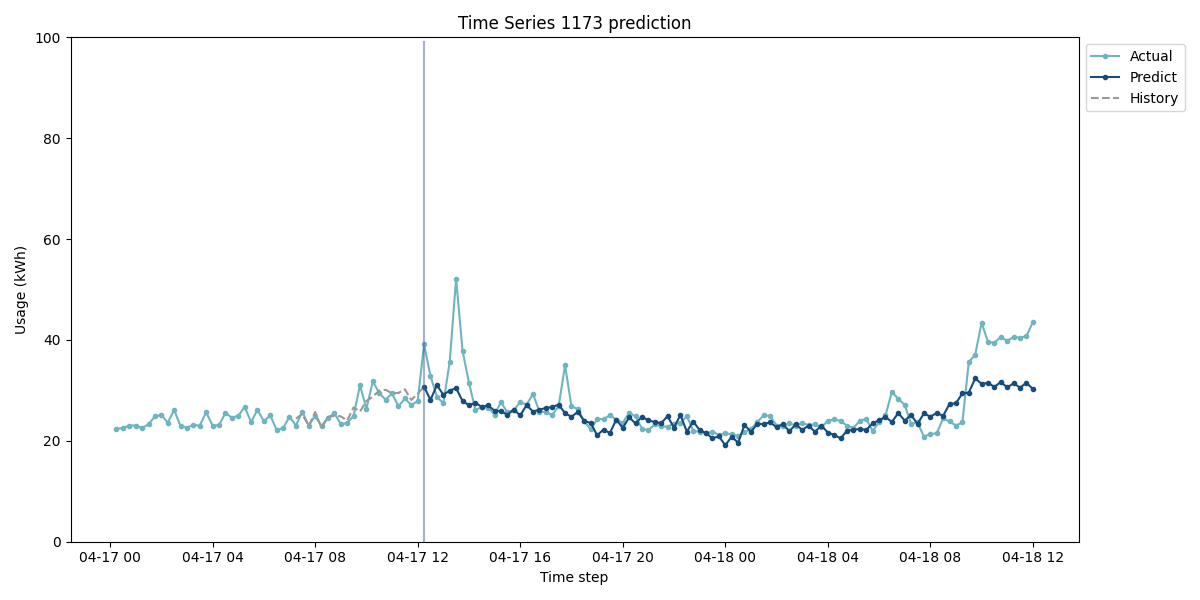 Time Series 1173 prediction
Usage (kWh)
100
80
60
40
20
0
04-17 00
04-17 04
04-17 08
04-17 12
04-17 16
04-17 20
04-18 00
04-18 04
04-18 08
04-18 12
Time step
Actual
Predict
History